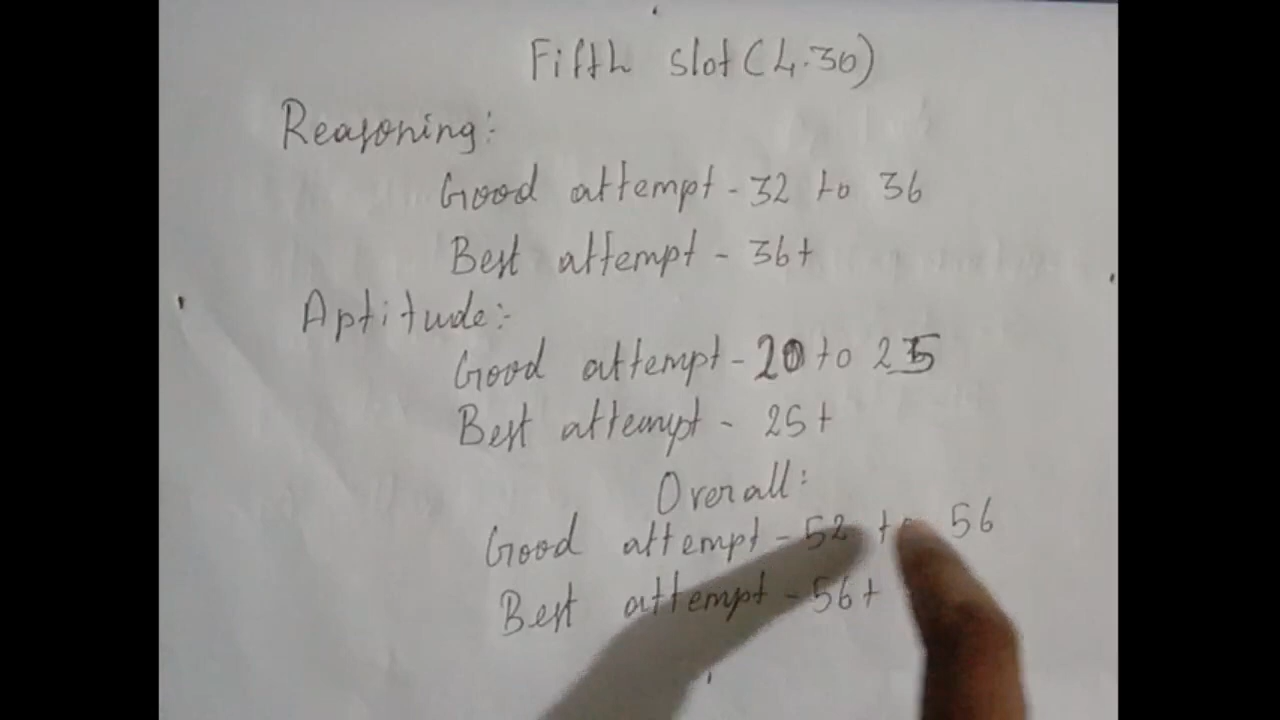 Fifth slot (4.30)
Reasoning:
Good attempt - 32 to 36
Best attempt - 36+
Aptitude:-
Good attempt - 20 to 25
Best attempt - 25+
Overall:
Good attempt - 52 to 56
Best attempt - 56+